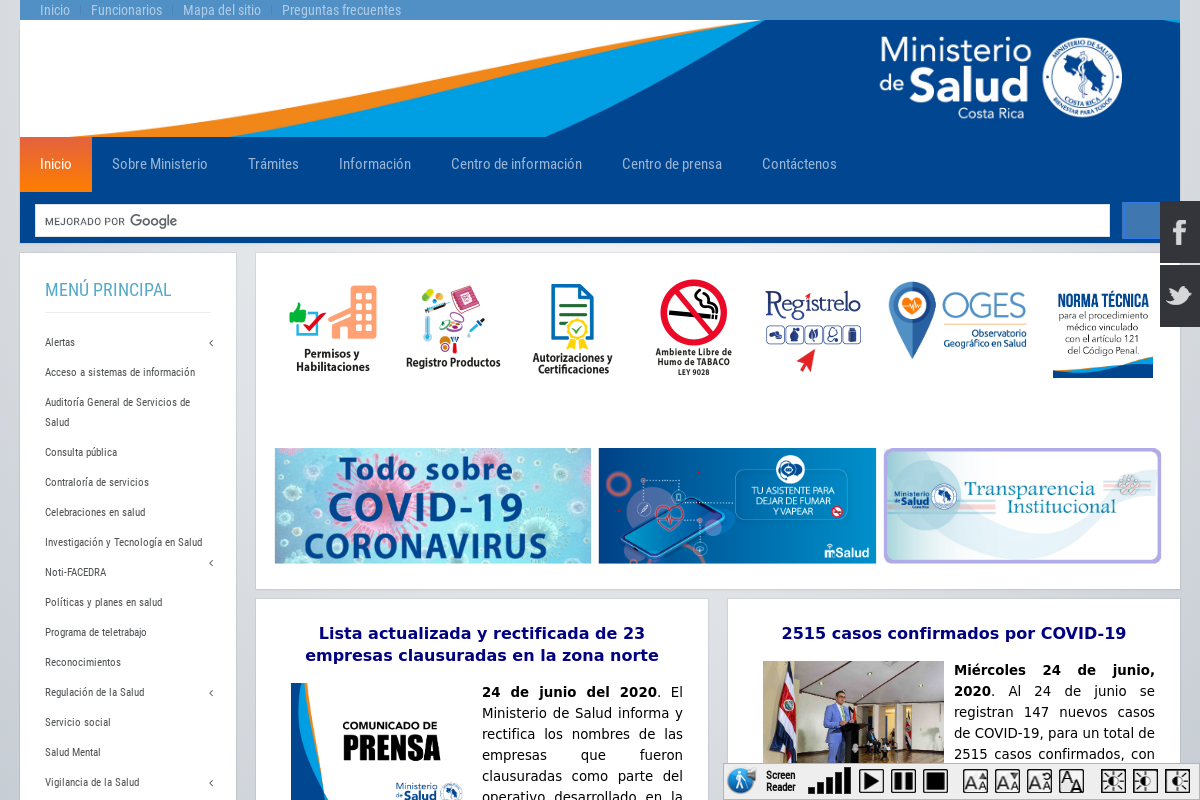 Inicio
Funcionarios
Mapa del sitio
Preguntas frecuentes
Ministerio
de Salud
Costa Rica
MINISTERIO DE SALUD
COSTA RICA
BIENESTAR PARA TODOS
Inicio
Sobre Ministerio
Trámites
Información
Centro de información
Centro de prensa
Contáctenos
MEJORADO POR Google
MENÚ PRINCIPAL
Alertas
Acceso a sistemas de información
Auditoría General de Servicios de
Salud
Consulta pública
Contraloría de servicios
Celebraciones en salud
Investigación y Tecnología en Salud
Noti-FACEDRA
Políticas y planes en salud
Programa de teletrabajo
Reconocimientos
Regulación de la Salud
Servicio social
Salud Mental
Vigilancia de la Salud
Permisos y
Habilitaciones
Registro Productos
Autorizaciones y
Certificaciones
Ambiente Libre de
Humo de TABACO
LEY 9028
Regístrelo
OGES
Observatorio
Geográfico en Salud
NORMA TÉCNICA
para el procedimiento
médico vinculado
con el artículo 121
del Código Penal.
Todo sobre
COVID-19
CORONAVIRUS
TU ASISTENTE PARA
DEJAR DE FUMAR
Y VAPEAR
mSalud
Ministerio
de Salud
Costa Rica
Transparencia
Institucional
Lista actualizada y rectificada de 23
empresas clausuradas en la zona norte
COMUNICADO DE
PRENSA
Ministerio
de Salud
24 de junio del 2020. El
Ministerio de Salud informa y
rectifica los nombres de las
empresas que fueron
clausuradas como parte del
operativo desarrollado en la
2515 casos confirmados por COVID-19
Miércoles 24 de junio,
2020. Al 24 de junio se
registran 147 nuevos casos
de COVID-19, para un total de
2515 casos confirmados, con
Screen
Reader